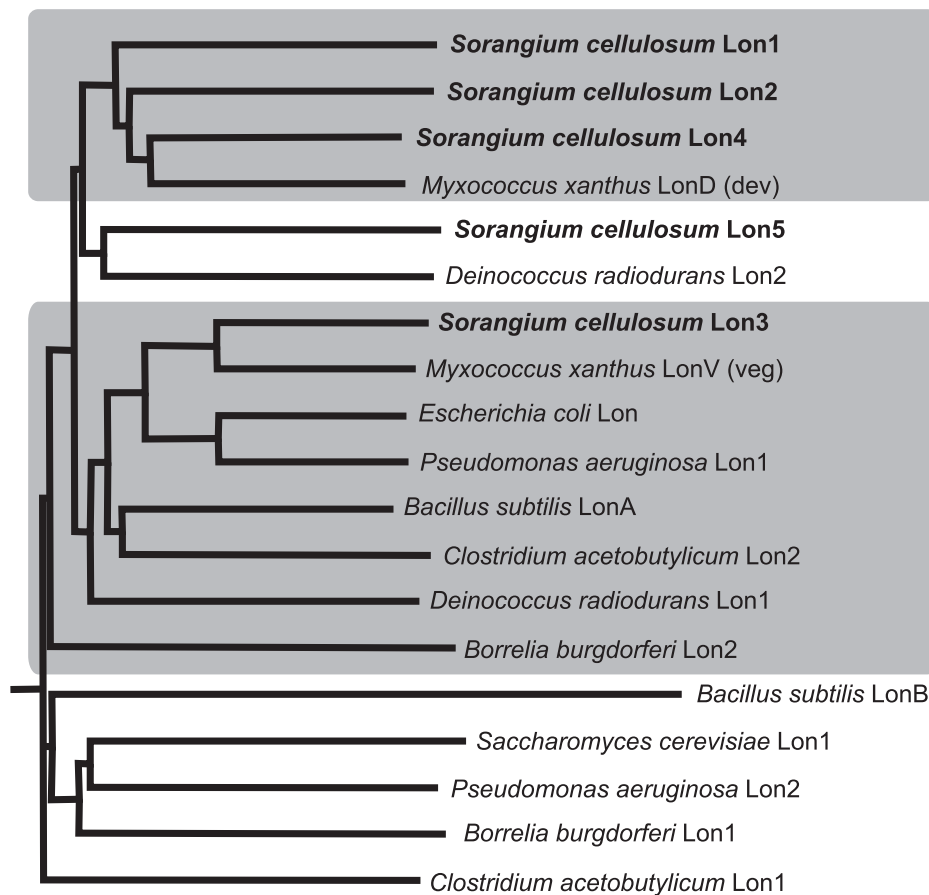 Sorangium cellulosum Lon1
Sorangium cellulosum Lon2
Sorangium cellulosum Lon4
Myxococcus xanthus LonD (dev)
Sorangium cellulosum Lon5
Deinococcus radiodurans Lon2
Sorangium cellulosum Lon3
Myxococcus xanthus LonV (veg)
Escherichia coli Lon
Pseudomonas aeruginosa Lon1
Bacillus subtilis LonA
Clostridium acetobutylicum Lon2
Deinococcus radiodurans Lon1
Borrelia burgdorferi Lon2
Bacillus subtilis LonB
Saccharomyces cerevisiae Lon1
Pseudomonas aeruginosa Lon2
Borrelia burgdorferi Lon1
Clostridium acetobutylicum Lon1